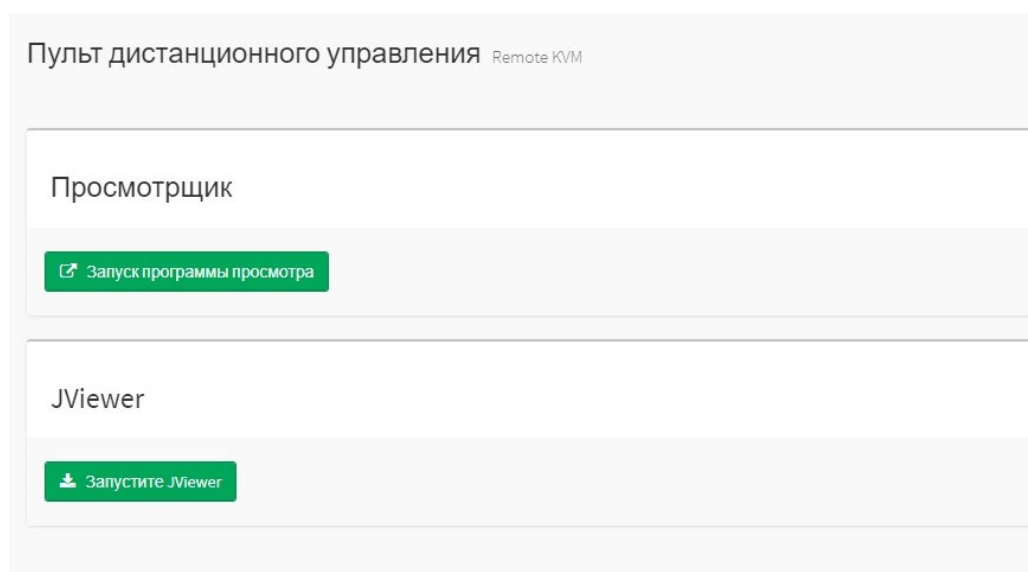 Пульт дистанционного управления Remote KVM
Просмотрщик
Запуск программы просмотра
JViewer
Запустите JViewer